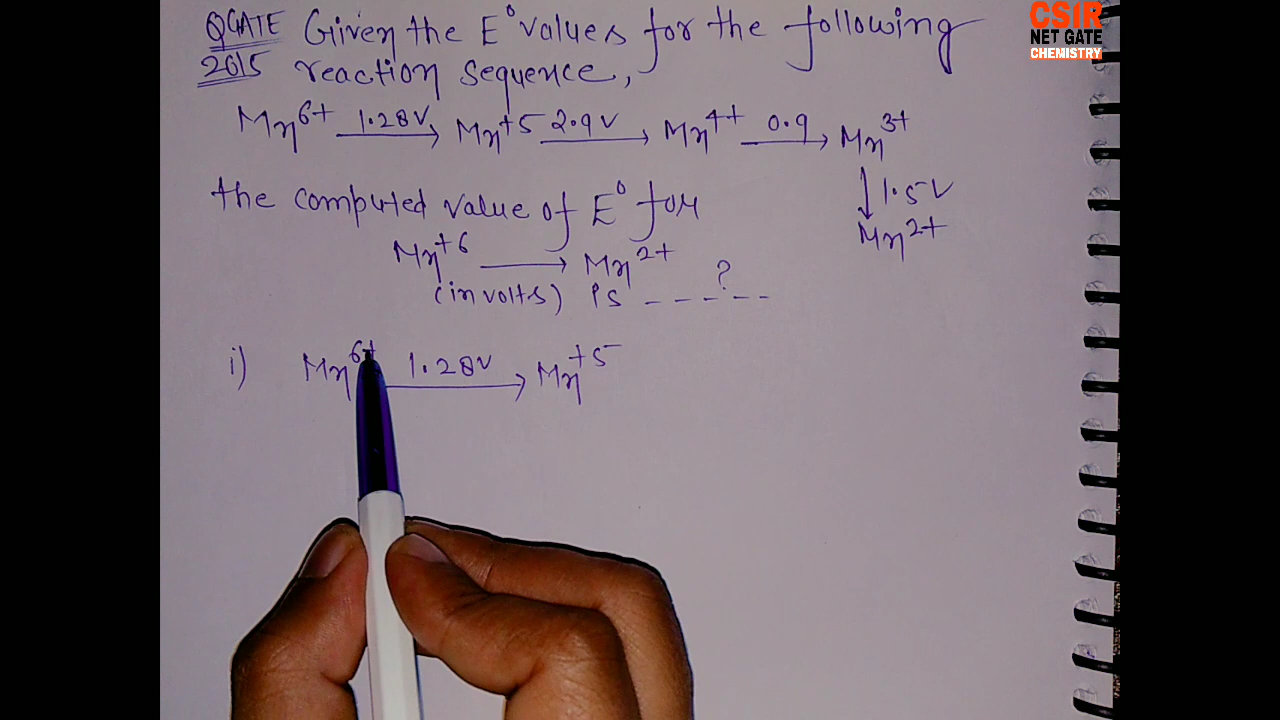 Q GATE Given the E° values for the following
2015 reaction sequence,
Mn6+ 1.28V→ Mn+5 2.9V→ Mn4+ 0.9→ Mn3+
↓1.5V
Mn2+
the computed value of E° for
Mn+6 → Mn2+
(in volts) is _ _ _ ? _ _
i) Mn6+ 1.28V→ Mn+5
CSIR
NET GATE
CHEMISTRY